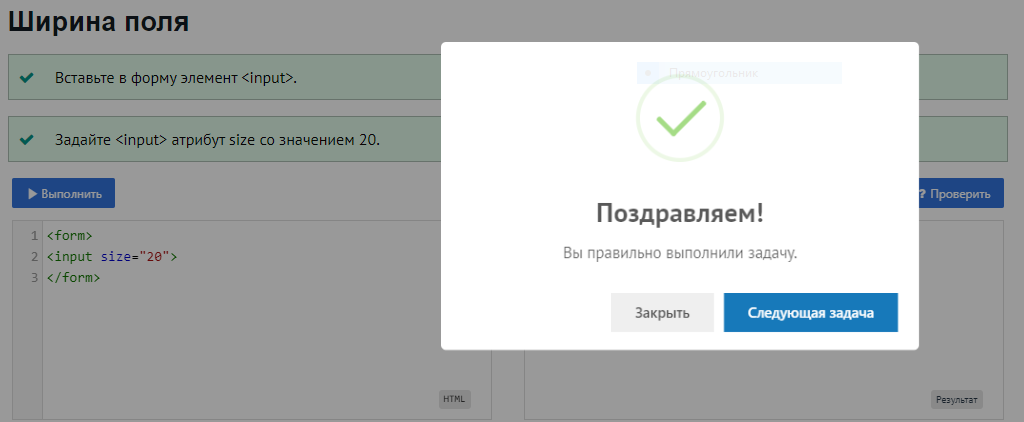 Ширина поля
Вставьте в форму элемент <input>.
Прямоугольник
Задайте <input> атрибут size со значением 20.
Выполнить
? Проверить
Поздравляем!
Вы правильно выполнили задачу.
Закрыть
Следующая задача
1 <form>
2 <input size="20">
3 </form>
HTML
Результат